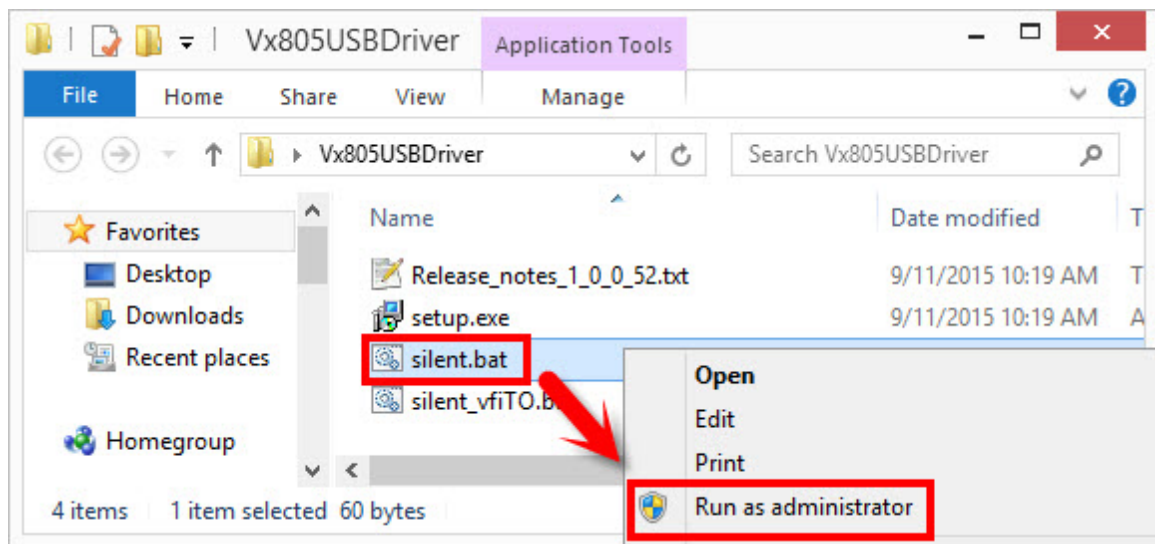 Vx805USBDriver Application Tools
File Home Share View Manage
Vx805USBDriver Search Vx805USBDriver
Name Date modified T
Favorites
Desktop Release_notes_1_0_0_52.txt 9/11/2015 10:19 AM T
Downloads setup.exe 9/11/2015 10:19 AM A
Recent places silent.bat
Open
silent_vfiTO.b
Edit
Homegroup
Print
4 items 1 item selected 60 bytes
Run as administrator